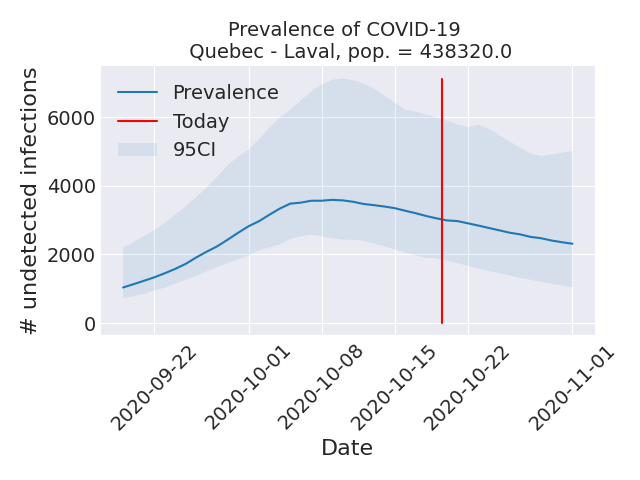 Prevalence of COVID-19
Quebec - Laval, pop. = 438320.0
# undetected infections
6000
4000
2000
0
Prevalence
Today
95CI
2020-09-22
2020-10-01
2020-10-08
2020-10-15
2020-10-22
2020-11-01
Date